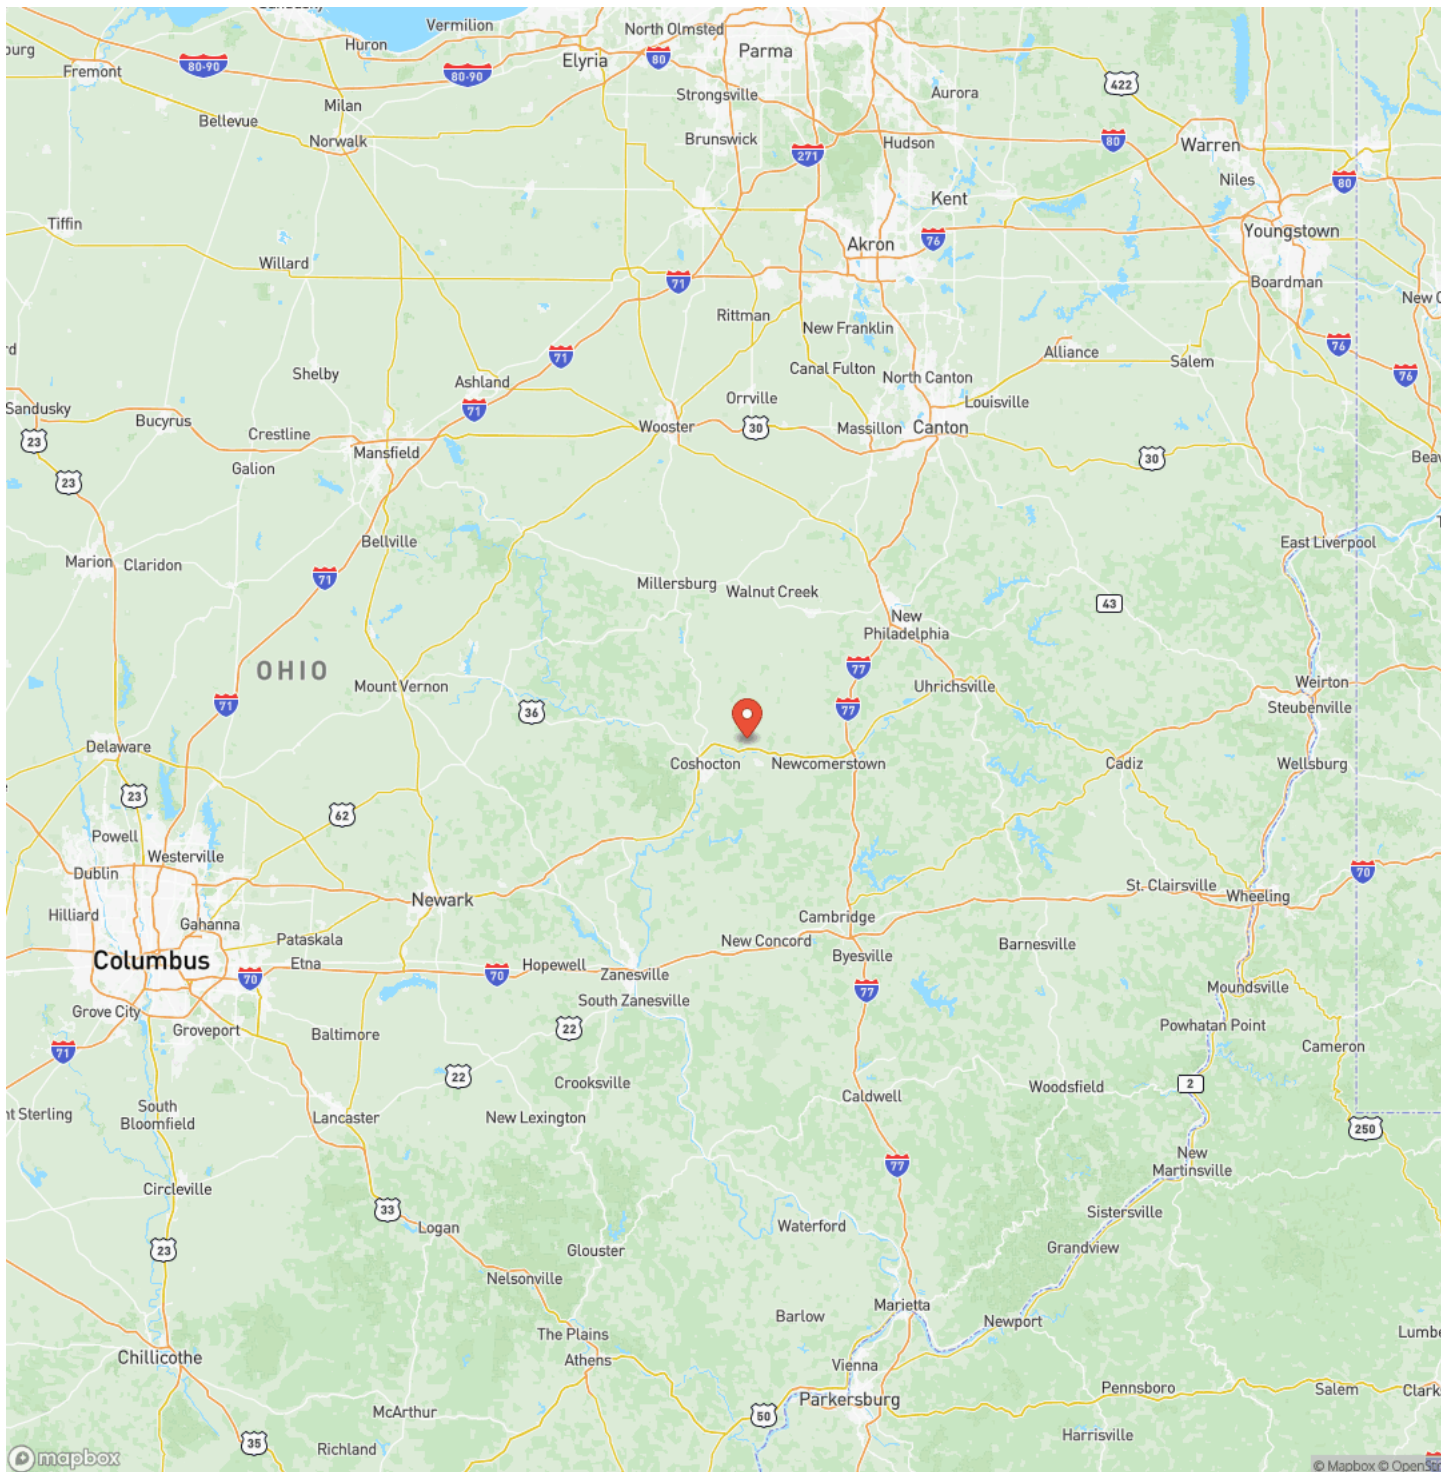 Vermilion
North Olmsted
Parma
Huron
Elyria
80
80-90
80-90
Fremont
422
Strongsville
Aurora
Milan
Bellevue
Norwalk
Brunswick
271
Hudson
80
Warren
Niles
80
Kent
Tiffin
Akron
76
Youngstown
Willard
71
Boardman
New C
Rittman
New Franklin
76
71
Alliance
Salem
Shelby
Ashland
Canal Fulton
North Canton
76
Orrville
Louisville
Sandusky
71
Bucyrus
Crestline
Wooster
30
Massillon
Canton
23
Mansfield
30
Beav
Galion
23
Bellville
East Liverpool
Marion
Claridon
71
Millersburg
Walnut Creek
43
New
Philadelphia
OHIO
77
Mount Vernon
Uhrichsville
Weirton
71
36
77
Steubenville
Delaware
Coshocton
Newcomerstown
Cadiz
Wellsburg
23
62
Powell
Westerville
Dublin
70
St. Clairsville
Newark
Wheeling
Hilliard
Gahanna
Cambridge
Pataskala
New Concord
Barnesville
Columbus
Etna
Hopewell
Byesville
70
70
Zanesville
Moundsville
77
South Zanesville
Grove City
Groveport
Baltimore
22
Powhatan Point
71
Cameron
22
Crooksville
Woodsfield
2
Caldwell
nt Sterling
South
Bloomfield
Lancaster
New Lexington
250
77
New
Martinsville
Circleville
33
Logan
Waterford
Sistersville
23
Glouster
Grandview
Nelsonville
Marietta
Barlow
Newport
The Plains
Lumbe
Chillicothe
Athens
Vienna
Parkersburg
Pennsboro
Salem
Clark
McArthur
50
35
Richland
Harrisville
mapbox
© Mapbox © OpenStr